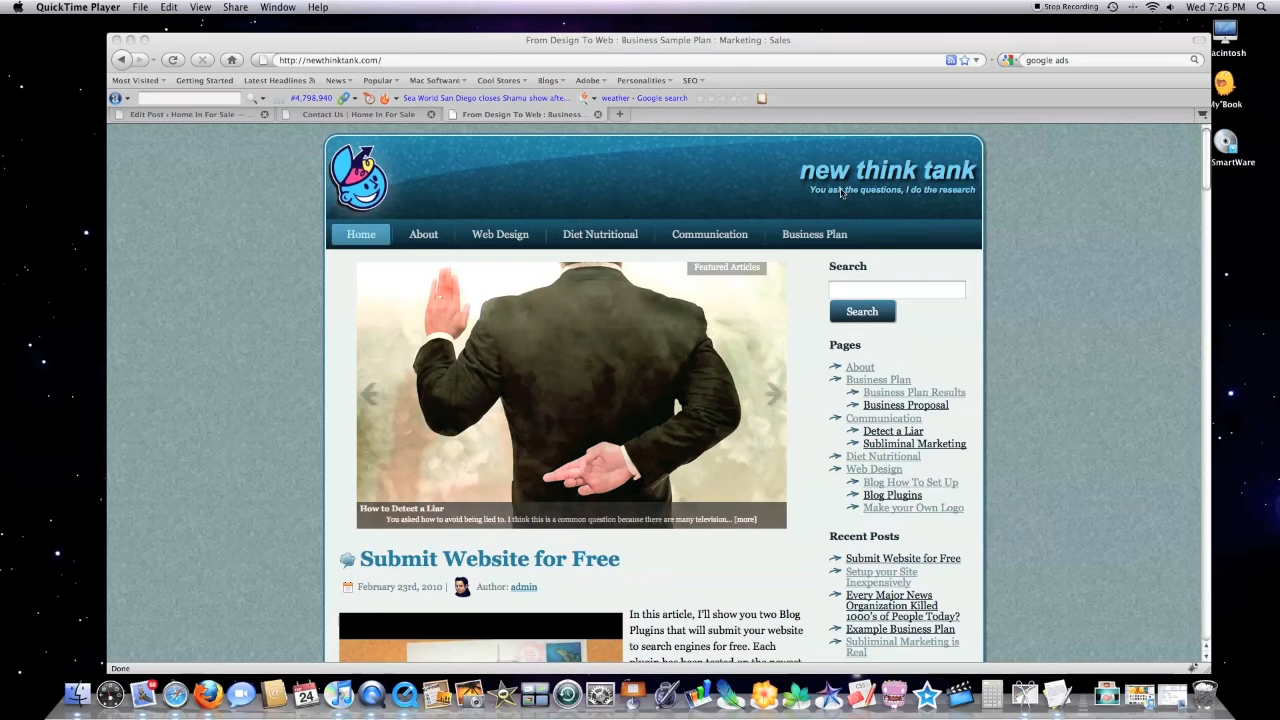 QuickTime Player File Edit View Share Window Help Stop Recording Wed 7:26 PM
From Design To Web : Business Sample Plan : Marketing : Sales
http://newthinktank.com/ google ads
Most Visited Getting Started Latest Headlines News Popular Mac Software Cool Stores Blogs Adobe Personalities SEO
#4,798,940 Sea World San Diego closes Shamu show afte... weather - Google search
Edit Post ‹ Home In For Sale — ... Contact Us | Home In For Sale From Design To Web : Business...
acintosh
My Book
SmartWare
new think tank
You ask the questions, I do the research
Home About Web Design Diet Nutritional Communication Business Plan
Featured Articles
How to Detect a Liar
You asked how to avoid being lied to. I think this is a common question because there are many television... [more]
Submit Website for Free
February 23rd, 2010 | Author: admin
In this article, I'll show you two Blog
Plugins that will submit your website
to search engines for free. Each
plugin has been tested on the newest
Search
Search
Pages
About
Business Plan
Business Plan Results
Business Proposal
Communication
Detect a Liar
Subliminal Marketing
Diet Nutritional
Web Design
Blog How To Set Up
Blog Plugins
Make your Own Logo
Recent Posts
Submit Website for Free
Setup your Site
Inexpensively
Every Major News
Organization Killed
1000's of People Today?
Example Business Plan
Subliminal Marketing is
Real
Done
24